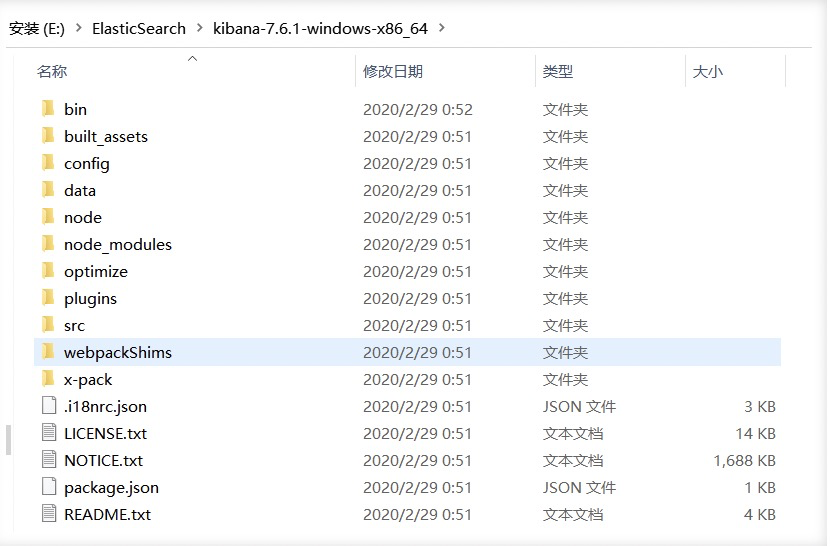 安装 (E:) > ElasticSearch > kibana-7.6.1-windows-x86_64 >
名称 修改日期 类型 大小
bin 2020/2/29 0:52 文件夹
built_assets 2020/2/29 0:51 文件夹
config 2020/2/29 0:51 文件夹
data 2020/2/29 0:51 文件夹
node 2020/2/29 0:51 文件夹
node_modules 2020/2/29 0:51 文件夹
optimize 2020/2/29 0:51 文件夹
plugins 2020/2/29 0:51 文件夹
src 2020/2/29 0:51 文件夹
webpackShims 2020/2/29 0:51 文件夹
x-pack 2020/2/29 0:51 文件夹
.i18nrc.json 2020/2/29 0:51 JSON 文件 3 KB
LICENSE.txt 2020/2/29 0:51 文本文档 14 KB
NOTICE.txt 2020/2/29 0:51 文本文档 1,688 KB
package.json 2020/2/29 0:51 JSON 文件 1 KB
README.txt 2020/2/29 0:51 文本文档 4 KB